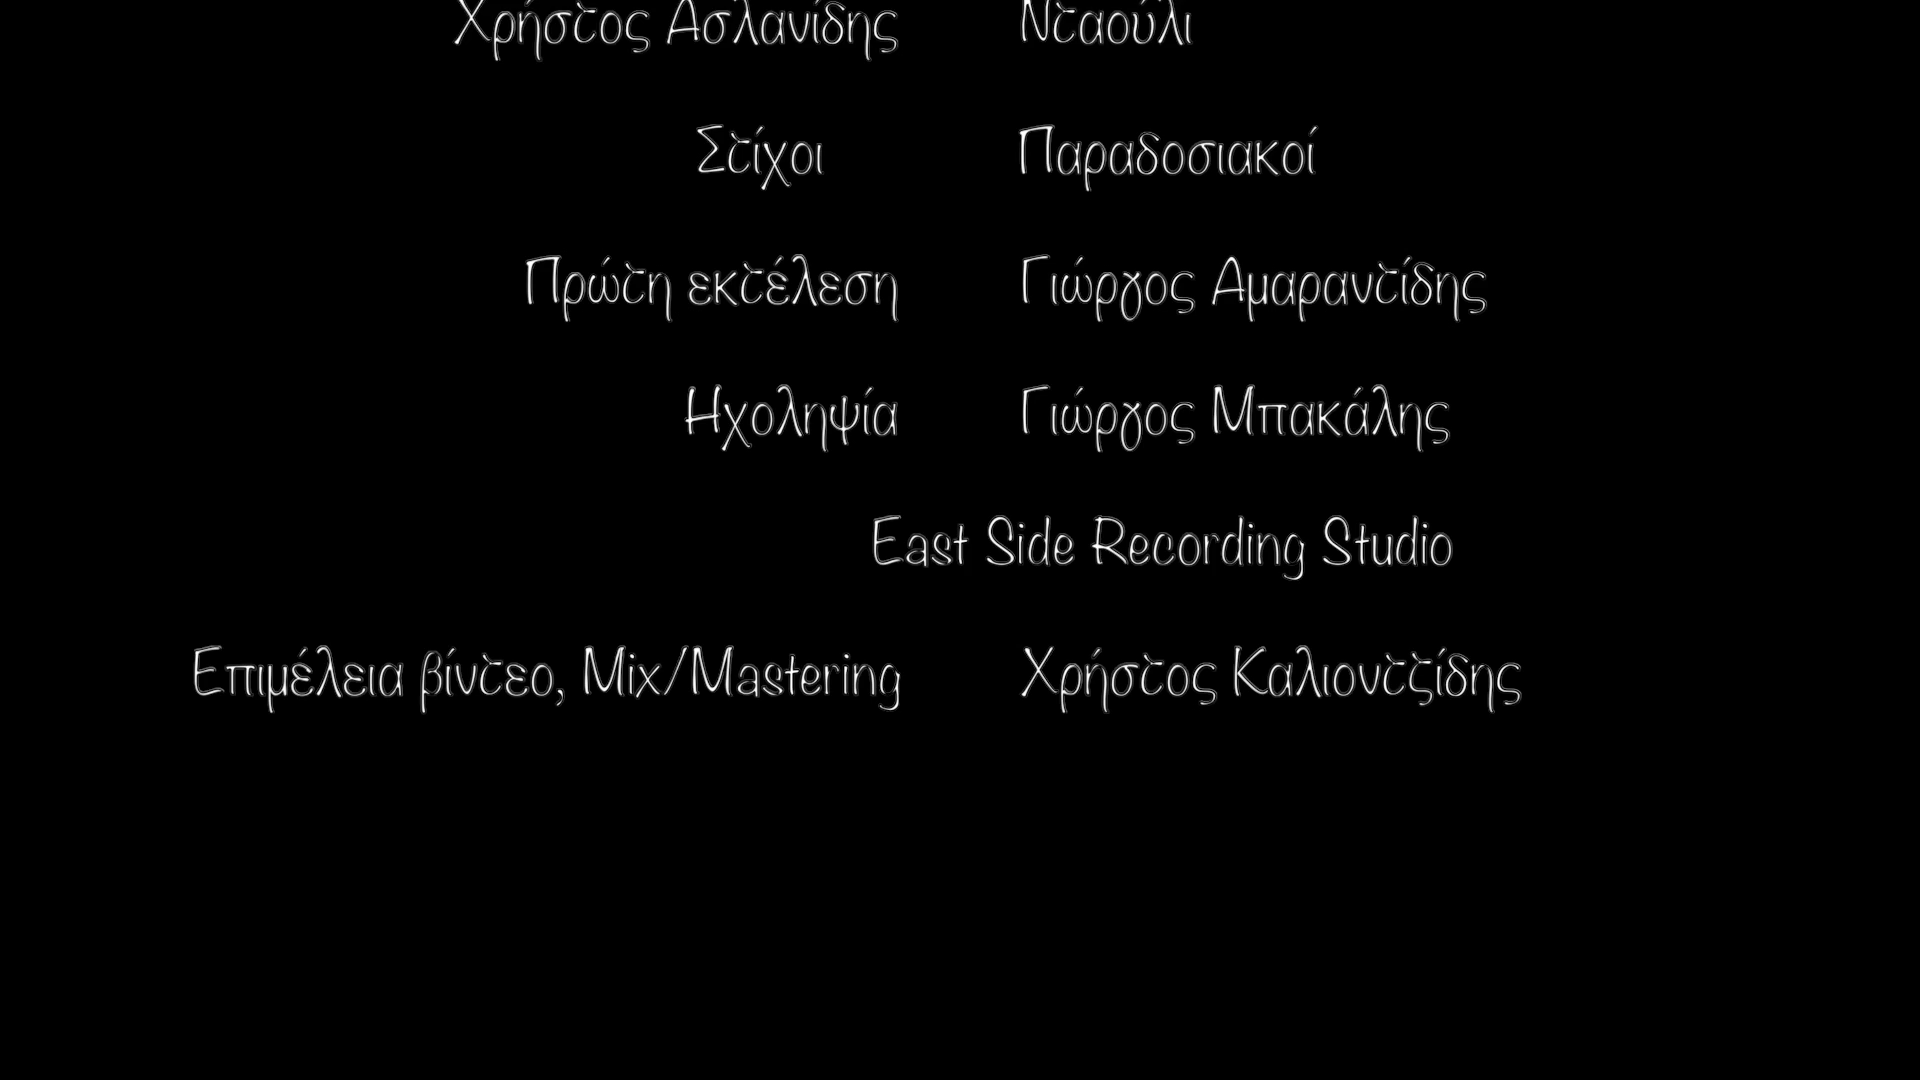 Χρήστος Ασλανίδης Νταούλι
Στίχοι Παραδοσιακοί
Πρώτη εκτέλεση Γιώργος Αμαραντίδης
Ηχοληψία Γιώργος Μπακάλης
East Side Recording Studio
Επιμέλεια βίντεο, Mix/Mastering Χρήστος Καλιοντζίδης